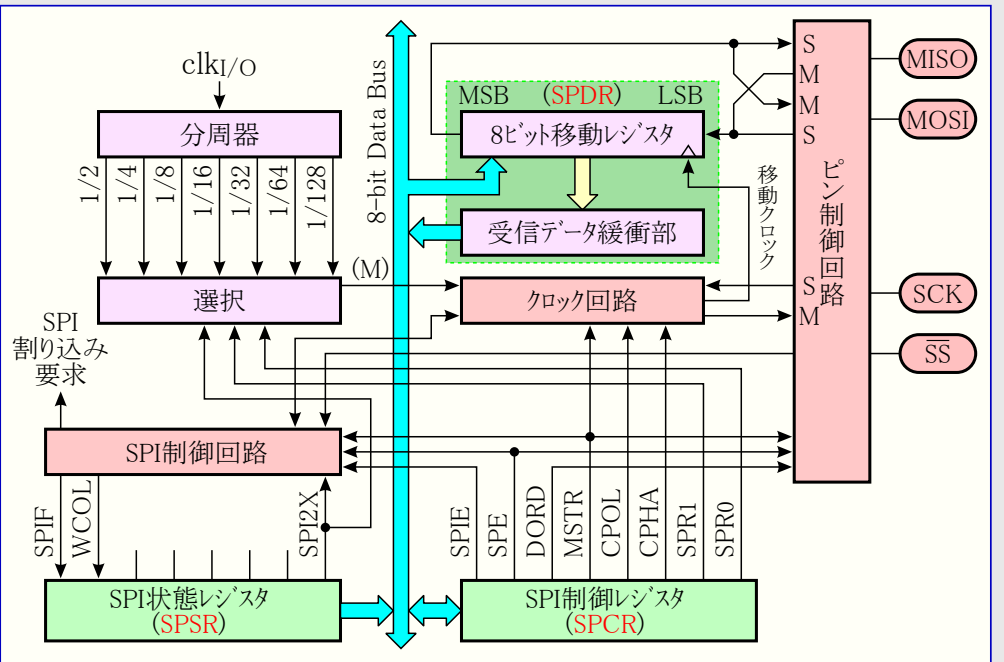 clkI/O
分周器
1/2
1/4
1/8
1/16
1/32
1/64
1/128
選択
(M)
8-bit Data Bus
MSB (SPDR) LSB
8ビット移動レジスタ
受信データ緩衝部
移動クロック
クロック回路
S
M
M
S
S
M
ピン制御回路
MISO
MOSI
SCK
SS
SPI
割り込み
要求
SPI制御回路
SPIF
WCOL
SPI2X
SPIE
SPE
DORD
MSTR
CPOL
CPHA
SPR1
SPR0
SPI状態レジスタ
(SPSR)
SPI制御レジスタ
(SPCR)